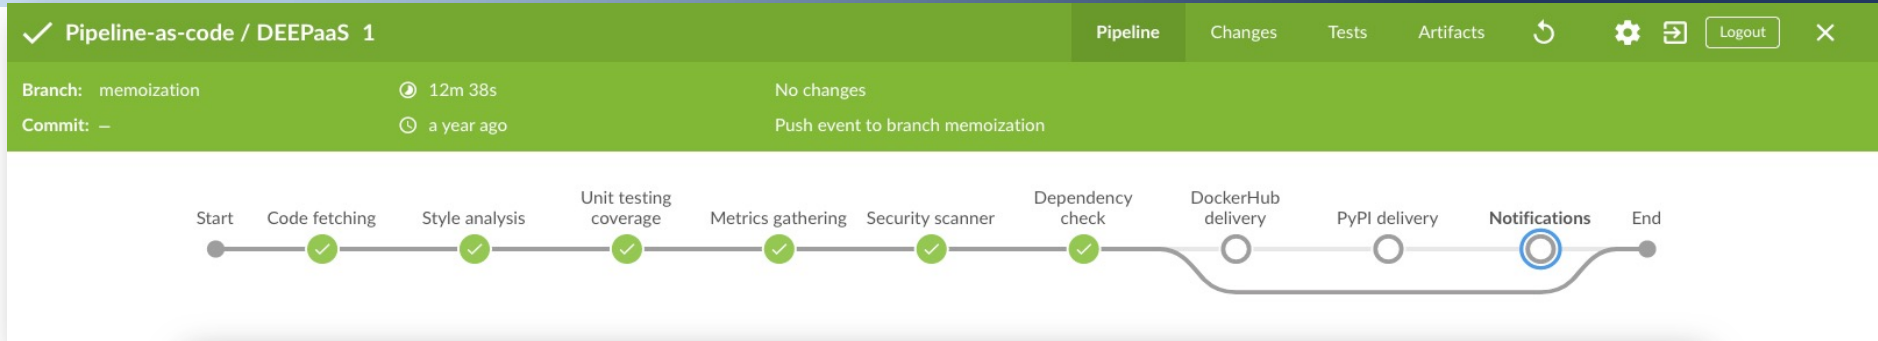 Pipeline-as-code / DEEPaaS 1
Pipeline
Changes
Tests
Artifacts
Logout
Branch: memoization
12m 38s
No changes
Commit: –
a year ago
Push event to branch memoization
Start
Code fetching
Style analysis
Unit testing
coverage
Metrics gathering
Security scanner
Dependency
check
DockerHub
delivery
PyPI delivery
Notifications
End